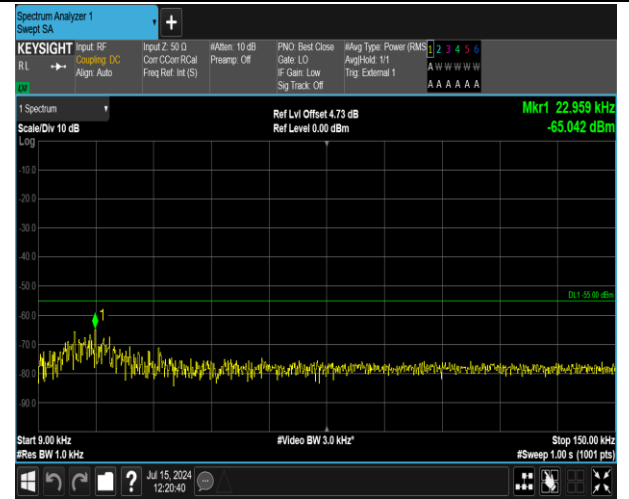 Spectrum Analyzer 1
Swept SA
+
KEYSIGHT
RL
Input: RF
Coupling: DC
Align: Auto
Input Z: 50 Ω
Corr CCorr RCal
Freq Ref: Int (S)
#Atten: 10 dB
Preamp: Off
PNO: Best Close
Gate: LO
IF Gain: Low
Sig Track: Off
#Avg Type: Power (RMS
Avg|Hold: 1/1
Trig: External 1
1 2 3 4 5 6
A W W W W W
A A A A A A
1 Spectrum
Scale/Div 10 dB
Ref Lvl Offset 4.73 dB
Ref Level 0.00 dBm
Mkr1 22.959 kHz
-65.042 dBm
Log
-10.0
-20.0
-30.0
-40.0
-50.0
DL1 -55.00 dBm
-60.0
1
-70.0
-80.0
-90.0
Start 9.00 kHz
#Video BW 3.0 kHz*
Stop 150.00 kHz
#Res BW 1.0 kHz
#Sweep 1.00 s (1001 pts)
?
Jul 15, 2024
12:20:40